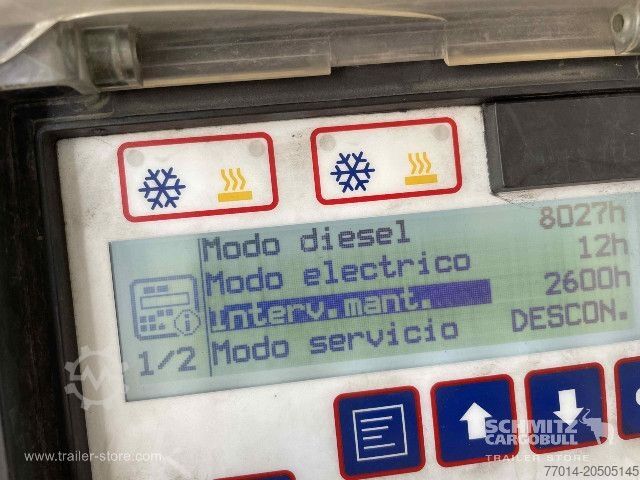 Modo diesel 8027h
Modo electrico 12h
Interv.mant. 2600h
1/2 Modo servicio DESCON.
SCHMITZ
CARGOBULL
TRAILER STORE
www.trailer-store.com
77014-20505145